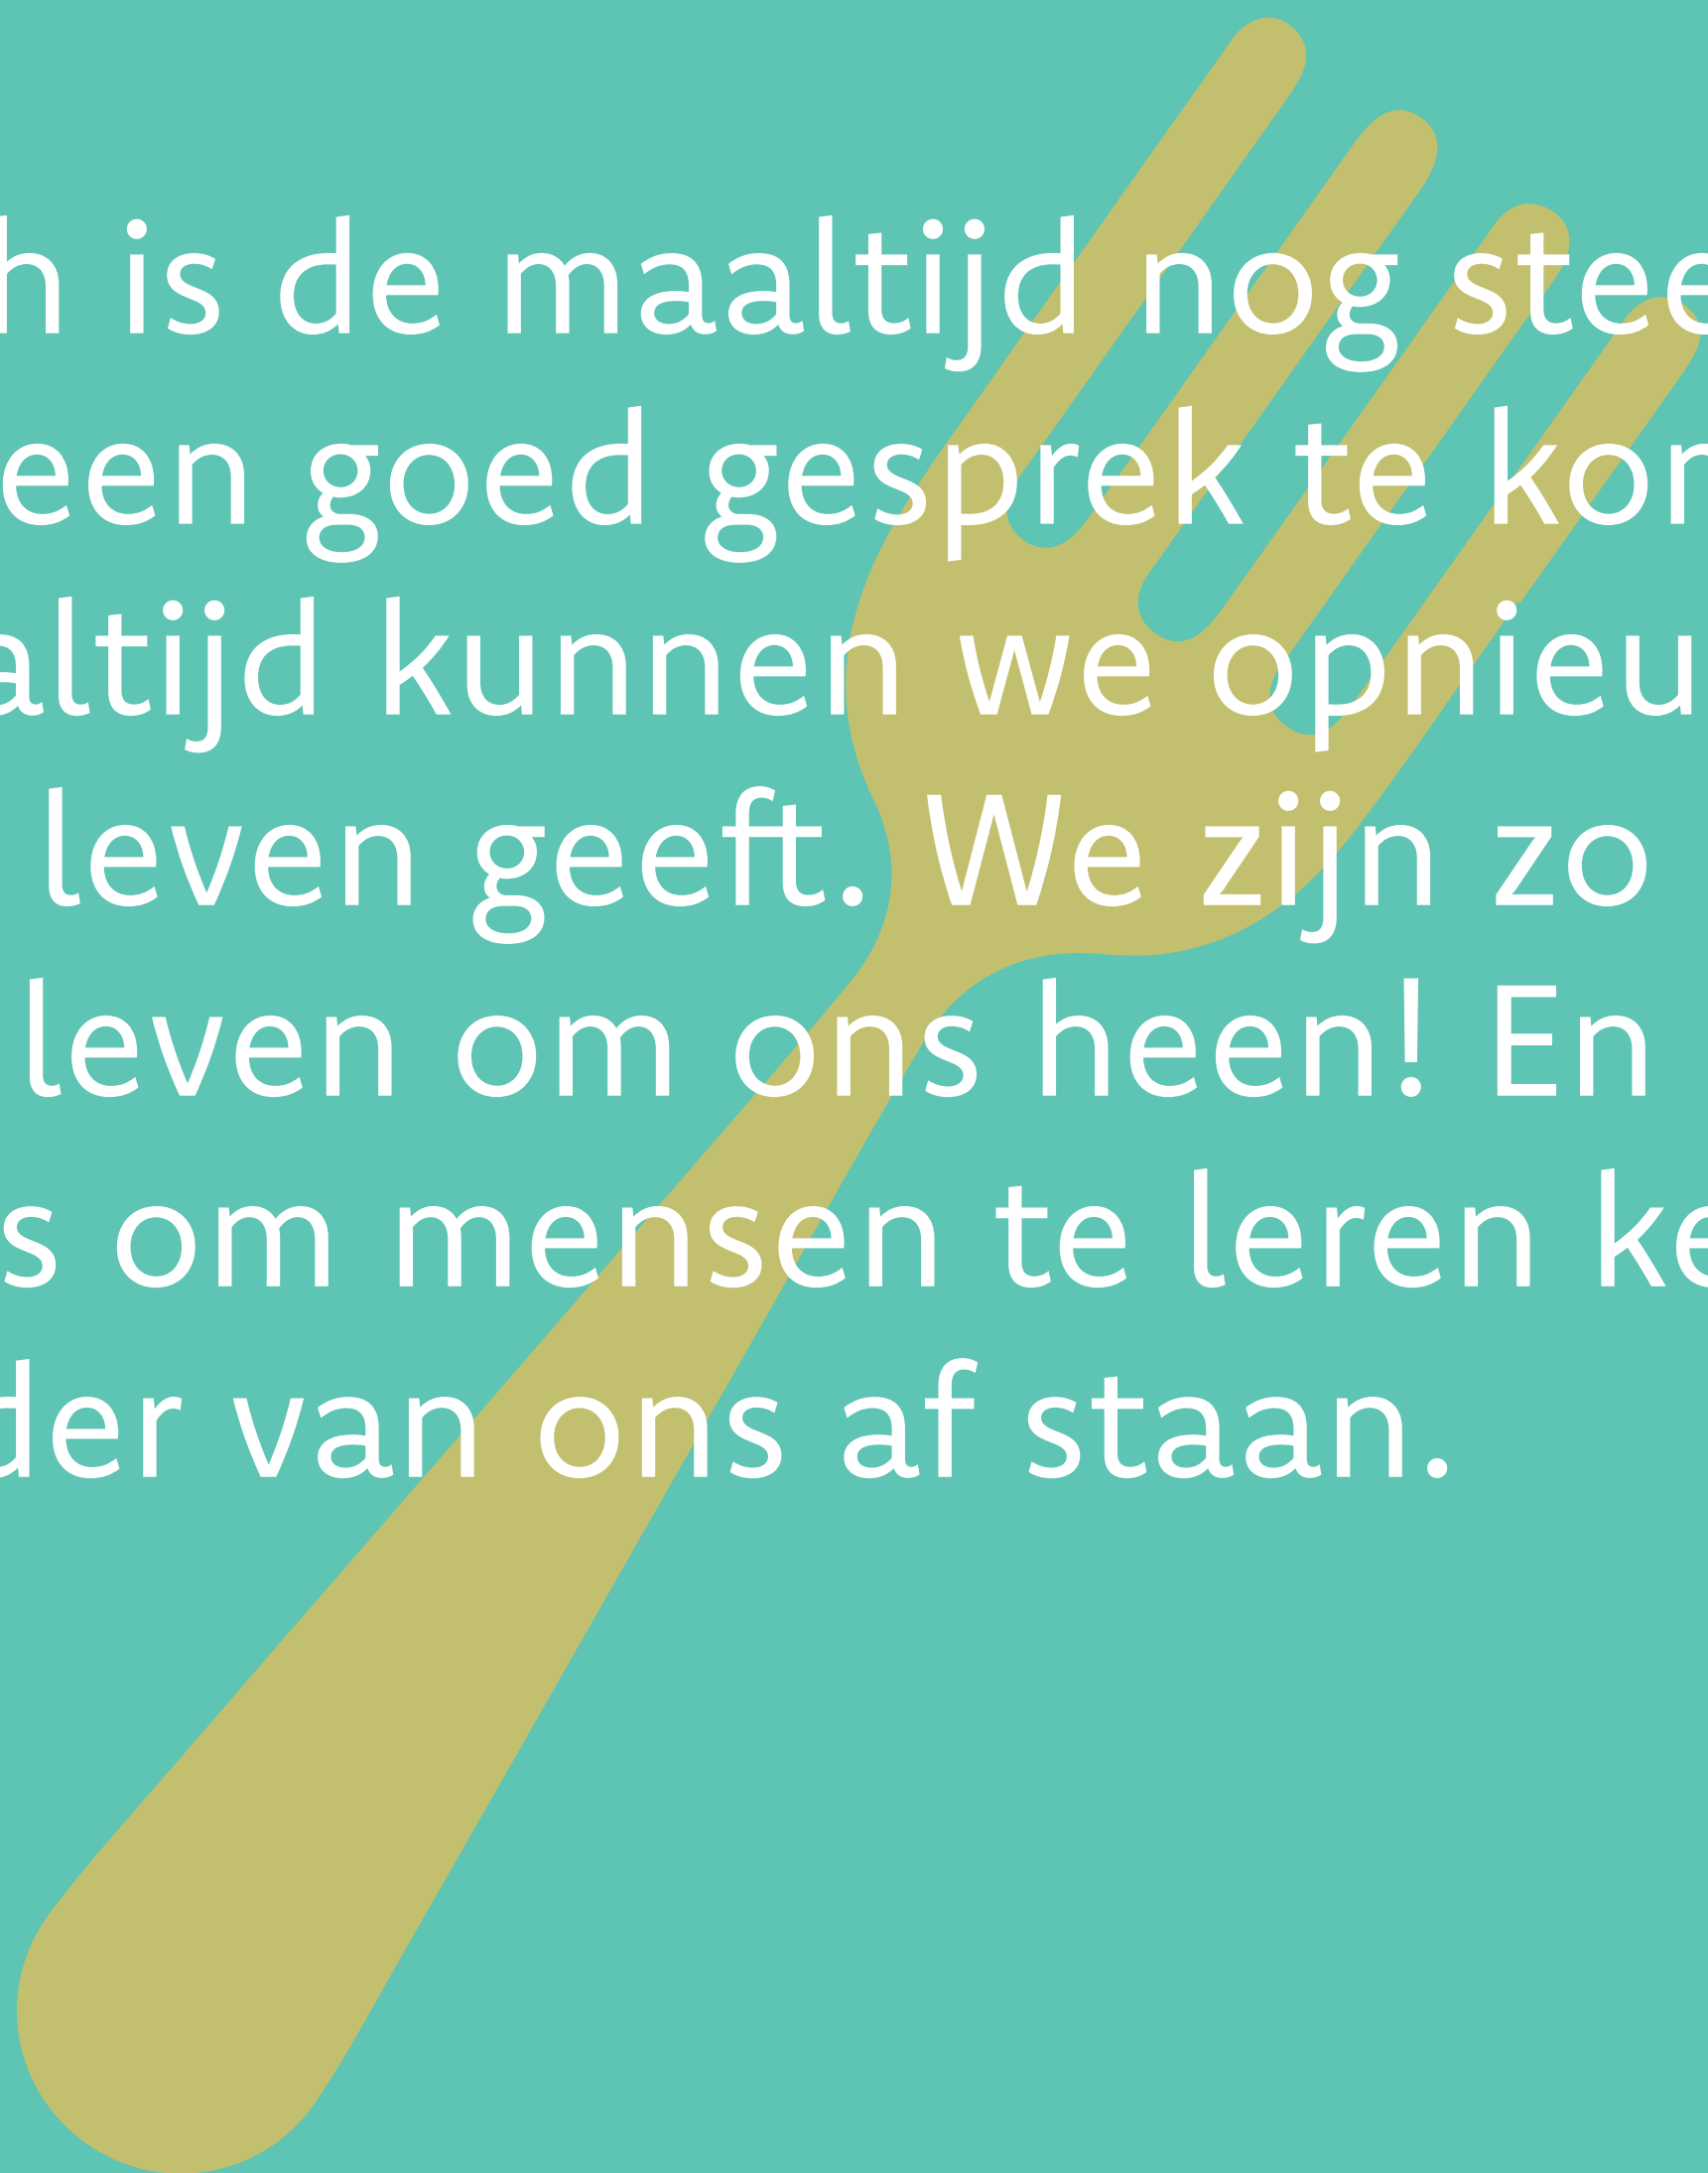 h is de maaltijd nog stee
een goed gesprek te kom
altijd kunnen we opnieu
leven geeft. We zijn zo
leven om ons heen! En
s om mensen te leren ke
der van ons af staan.